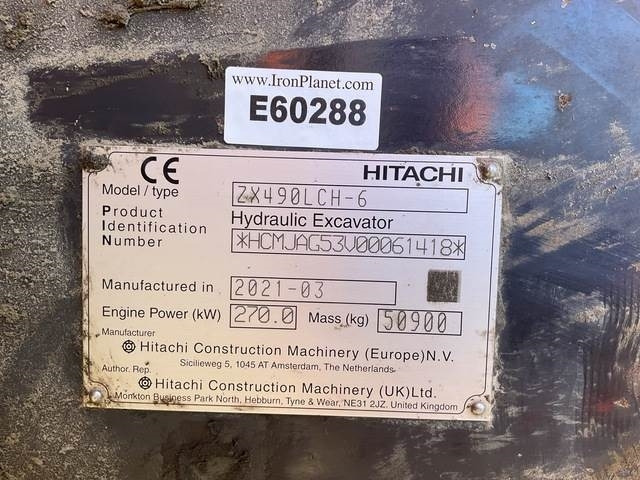 www.IronPlanet.com
E60288
CE HITACHI
Model / type ZX490LCH-6
Product Hydraulic Excavator
Identification
Number *HCMJAG53V00061418*
Manufactured in 2021-03
Engine Power (kW) 270.0 Mass (kg) 50900
Manufacturer
Hitachi Construction Machinery (Europe)N.V.
Sicilieweg 5, 1045 AT Amsterdam, The Netherlands
Author. Rep.
Hitachi Construction Machinery (UK)Ltd.
Monkton Business Park North, Hebburn, Tyne & Wear, NE31 2JZ. United Kingdom